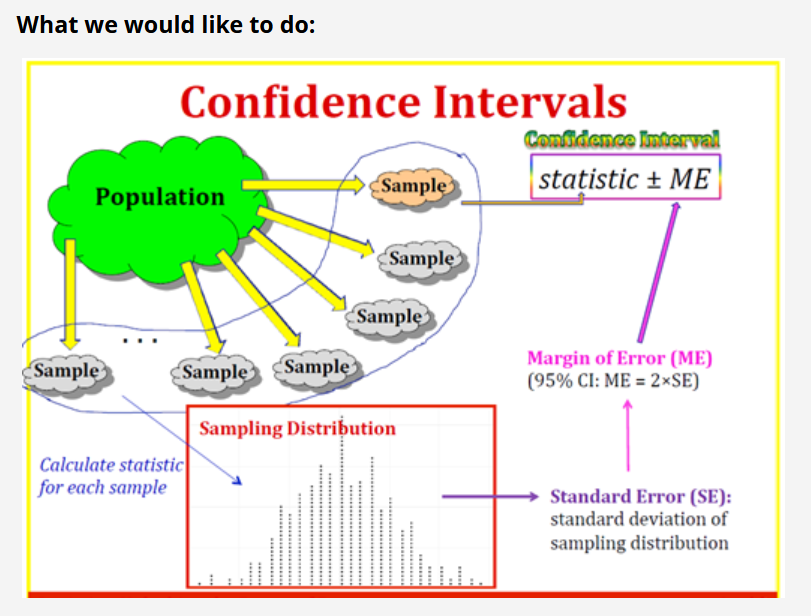 What we would like to do:
Confidence Intervals
Confidence Interval
Population
Sample
statistic ± ME
Sample
Sample
. . .
Sample
Sample
Sample
Margin of Error (ME)
(95% CI: ME = 2×SE)
Sampling Distribution
Calculate statistic
for each sample
Standard Error (SE):
standard deviation of
sampling distribution